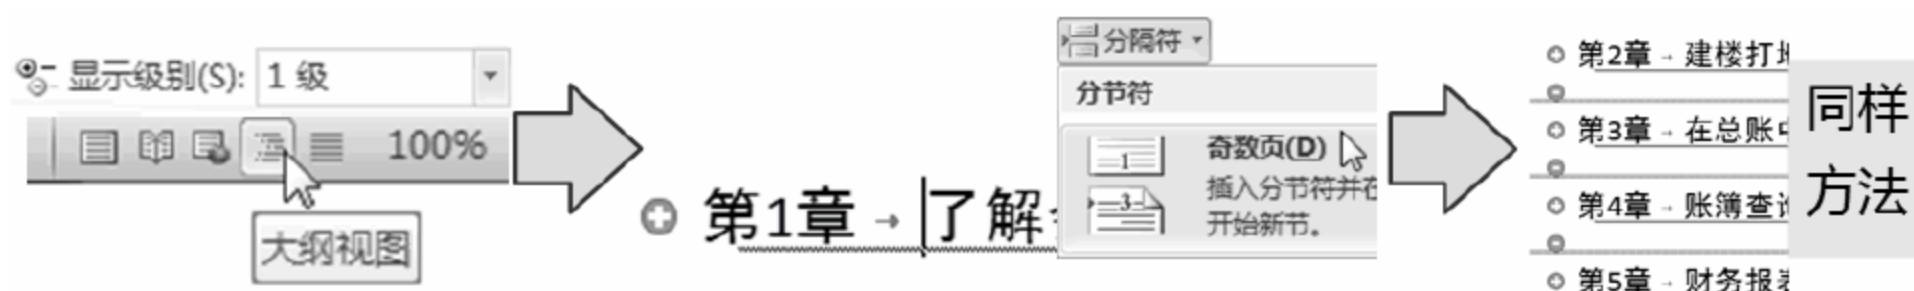 显示级别(S): 1 级
100%
大纲视图
第1章 → 了解
分隔符
分节符
奇数页(D)
插入分节符并在
开始新节。
第2章 → 建楼打
第3章 → 在总账
第4章 → 账簿查
第5章 → 财务报
同样
方法